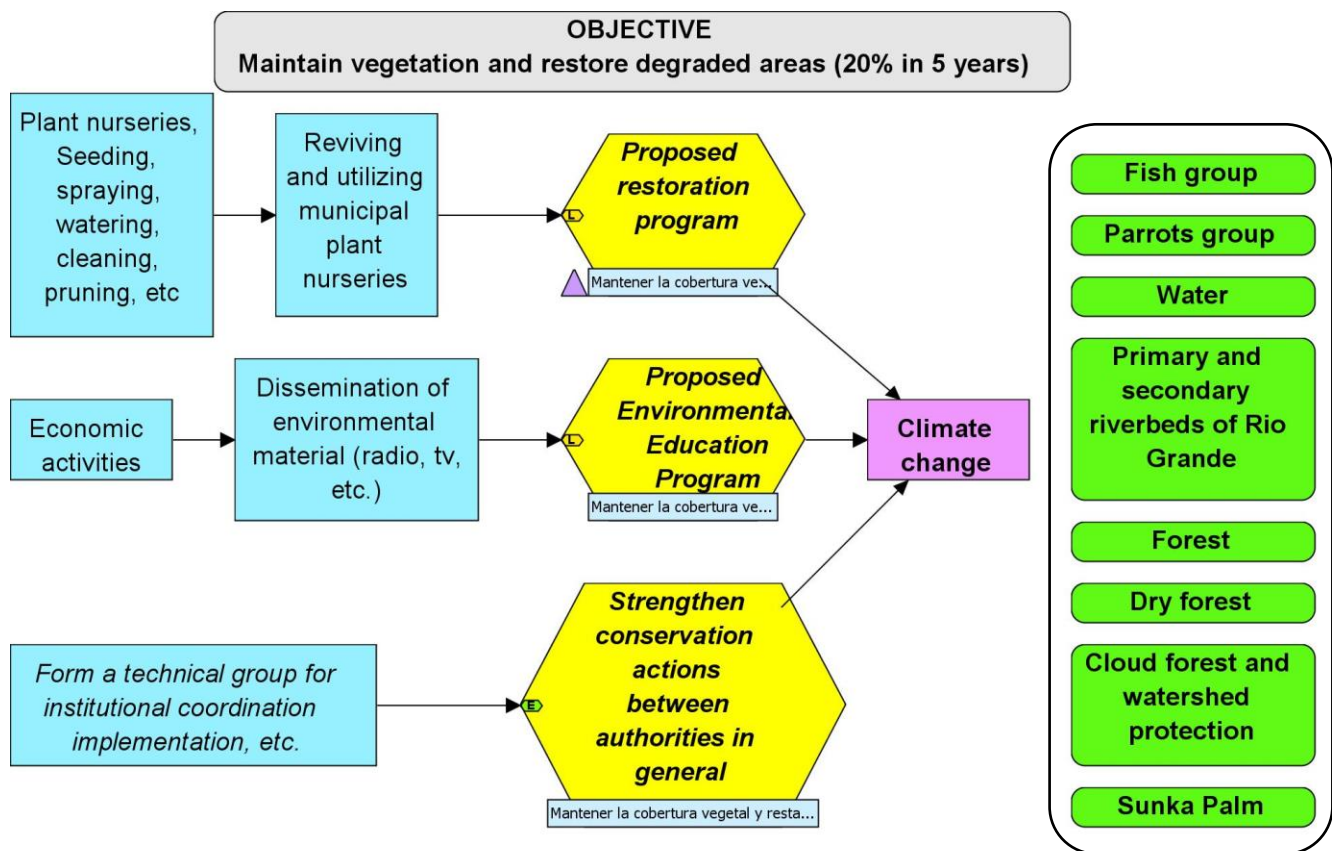 OBJECTIVE
Maintain vegetation and restore degraded areas (20% in 5 years)
Plant nurseries,
Seeding,
spraying,
watering,
cleaning,
pruning, etc
Reviving
and utilizing
municipal
plant
nurseries
Proposed
restoration
program
L
Mantener la cobertura ve...
Economic
activities
Dissemination of
environmental
material (radio, tv,
etc.)
Proposed
Environmental
Education
Program
L
Mantener la cobertura ve...
Climate
change
Form a technical group for
institutional coordination
implementation, etc.
Strengthen
conservation
actions
between
authorities in
general
E
Mantener la cobertura vegetal y resta...
Fish group
Parrots group
Water
Primary and
secondary
riverbeds of Rio
Grande
Forest
Dry forest
Cloud forest and
watershed
protection
Sunka Palm